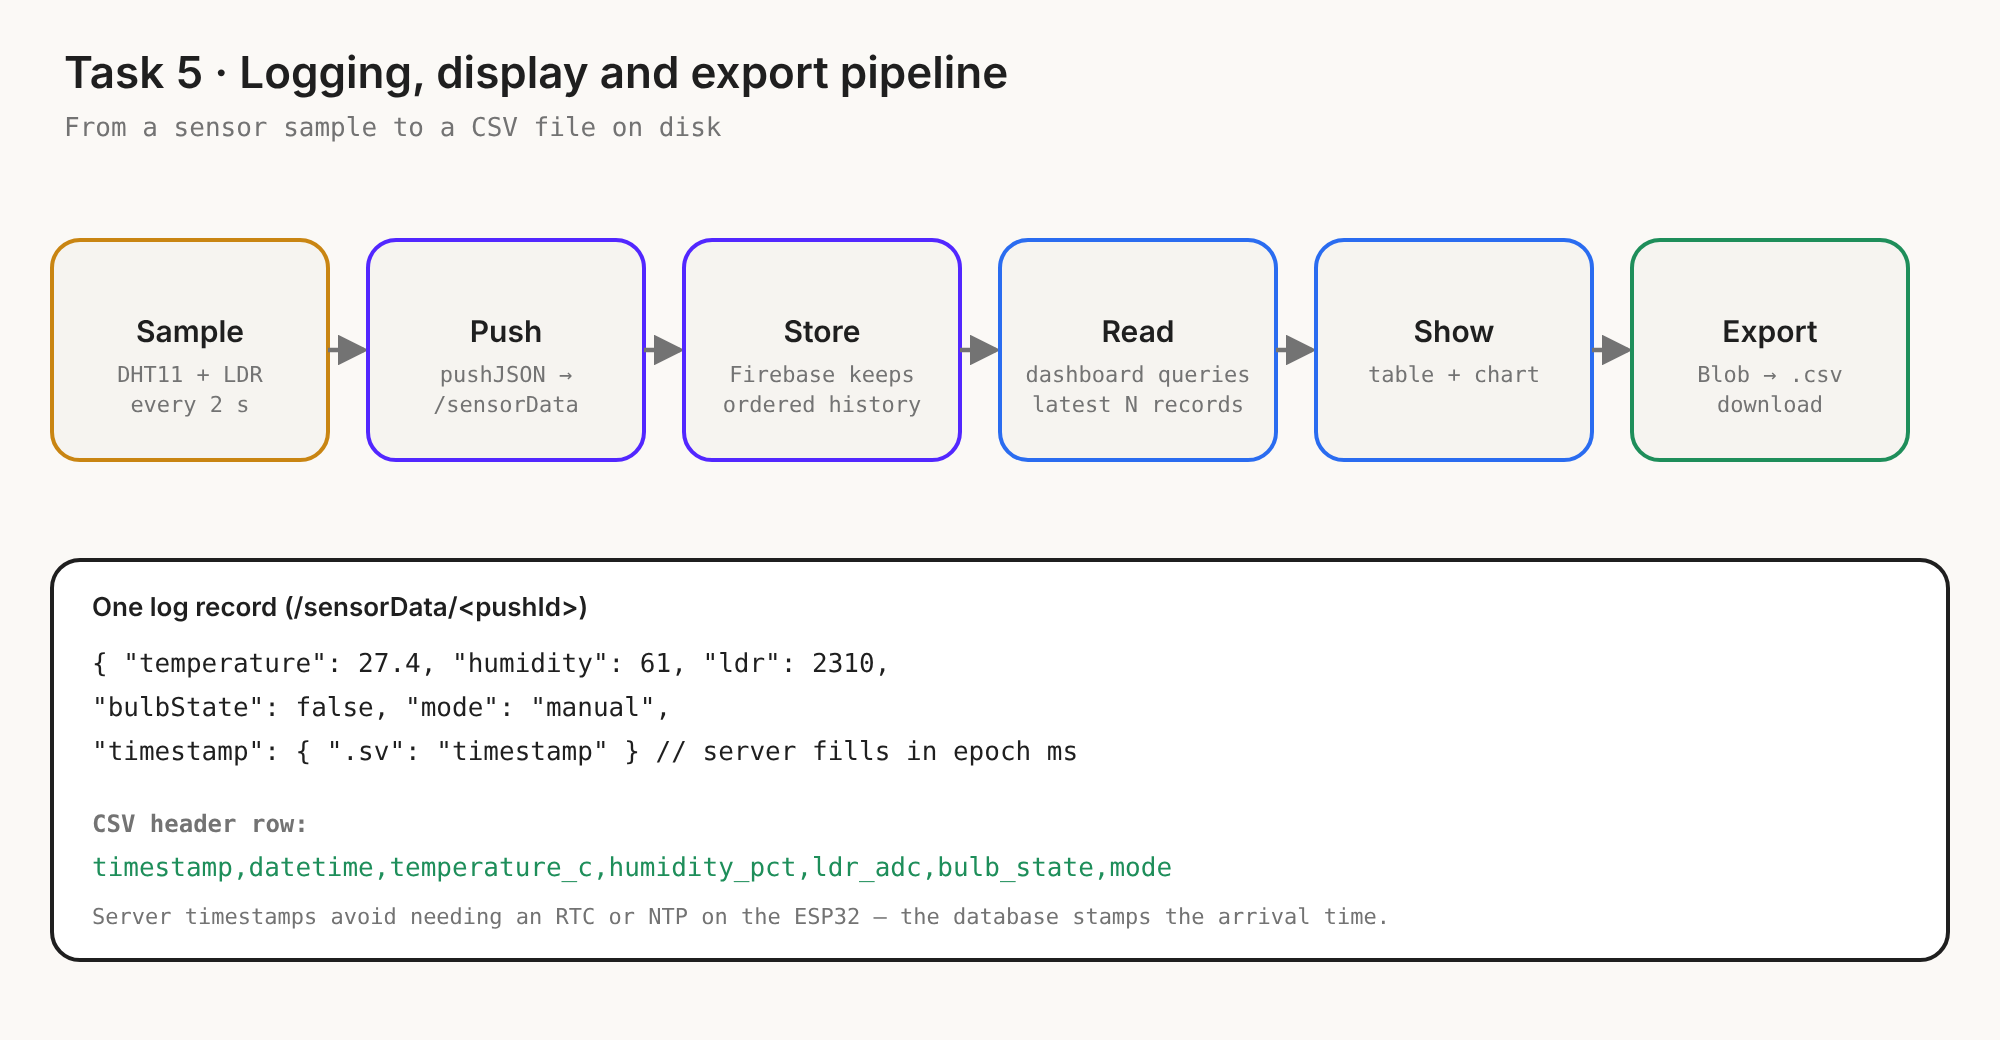 Task 5 · Logging, display and export pipeline
From a sensor sample to a CSV file on disk
Sample
DHT11 + LDR
every 2 s
Push
pushJSON →
/sensorData
Store
Firebase keeps
ordered history
Read
dashboard queries
latest N records
Show
table + chart
Export
Blob → .csv
download
One log record (/sensorData/<pushId>)
{ "temperature": 27.4, "humidity": 61, "ldr": 2310,
"bulbState": false, "mode": "manual",
"timestamp": { ".sv": "timestamp" } // server fills in epoch ms
CSV header row:
timestamp,datetime,temperature_c,humidity_pct,ldr_adc,bulb_state,mode
Server timestamps avoid needing an RTC or NTP on the ESP32 — the database stamps the arrival time.